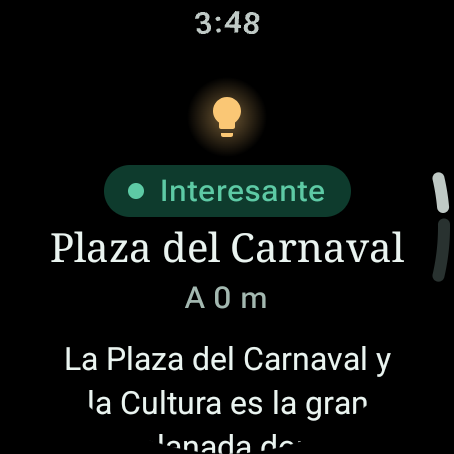 3:48
Interesante
Plaza del Carnaval
A 0 m
La Plaza del Carnaval y
la Cultura es la gran